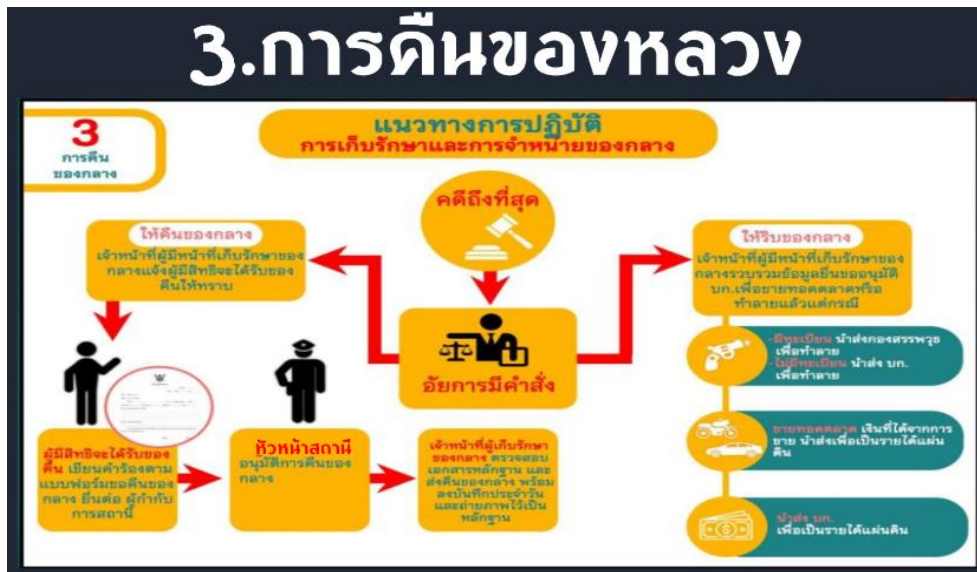 3.การคืนของหลวง
3
การคืน
ของกลาง
แนวทางการปฏิบัติ
การเก็บรักษาและการจำหน่ายของกลาง
คดีถึงที่สุด
ให้คืนของกลาง
เจ้าหน้าที่ผู้มีหน้าที่เก็บรักษาของ
กลางแจ้งผู้มีสิทธิจะได้รับของ
คืนให้ทราบ
ให้ริบของกลาง
เจ้าหน้าที่ผู้มีหน้าที่เก็บรักษาของ
กลางรวบรวมข้อมูลยื่นขออนุมัติ
บก.เพื่อขายทอดตลาดหรือ
ทำลายแล้วแต่กรณี
อัยการมีคำสั่ง
-มีทะเบียน นำส่งกองสรรพาวุธ
เพื่อทำลาย
-ไม่มีทะเบียน นำส่ง บก.
เพื่อทำลาย
ขายทอดตลาด เงินที่ได้จากการ
ขาย นำส่งเพื่อเป็นรายได้แผ่น
ดิน
นำส่ง บก.
เพื่อเป็นรายได้แผ่นดิน
ผู้มีสิทธิจะได้รับของ
คืน เขียนคำร้องตาม
แบบฟอร์มขอคืนของ
กลาง ยื่นต่อ ผู้กำกับ
การสถานี
หัวหน้าสถานี
อนุมัติการคืนของ
กลาง
เจ้าหน้าที่ผู้เก็บรักษา
ของกลาง ตรวจสอบ
เอกสารหลักฐาน และ
ส่งคืนของกลาง พร้อม
ลงบันทึกประจำวัน
และถ่ายภาพไว้เป็น
หลักฐาน